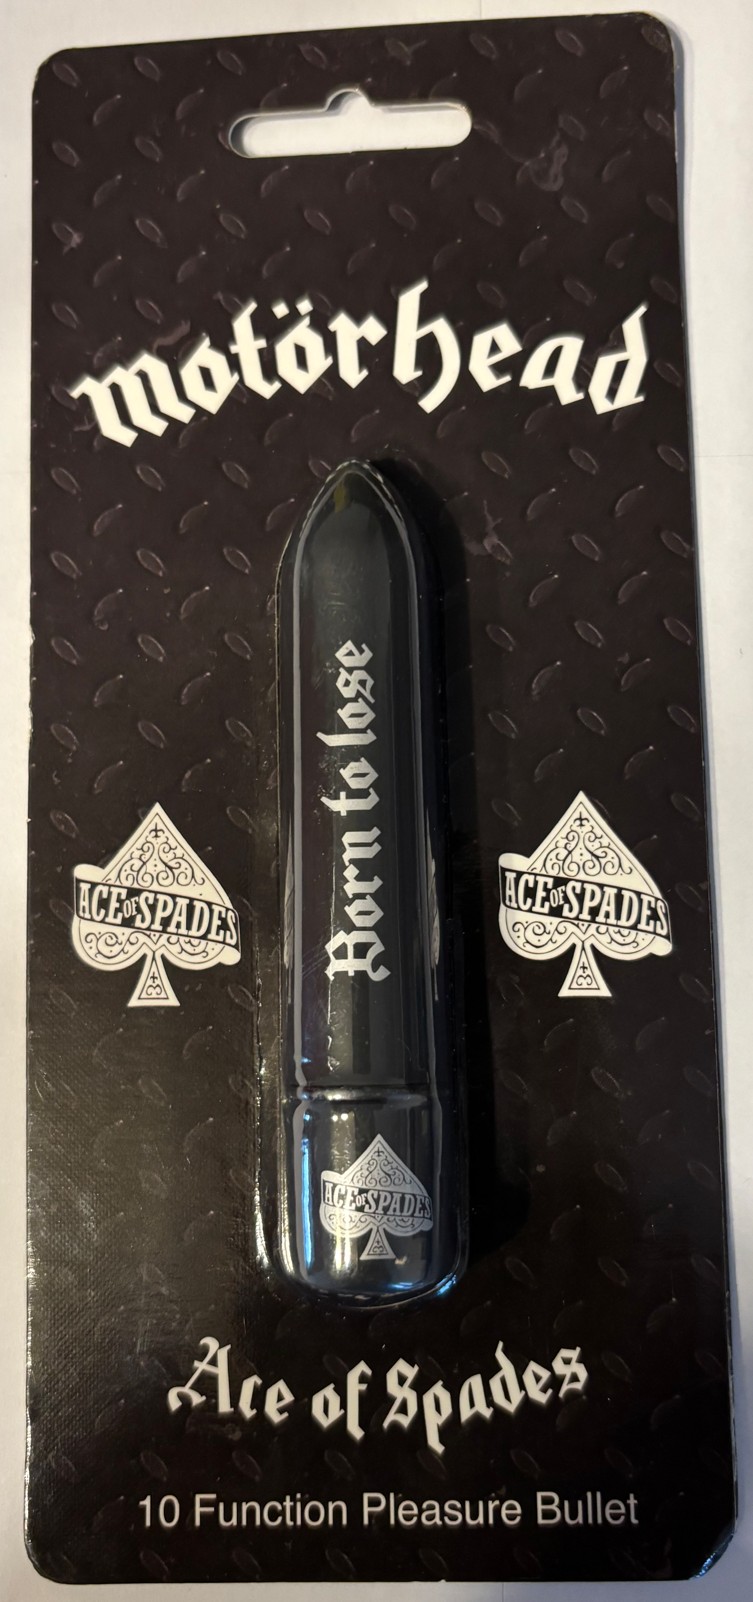 motörhead
Born to lose
ACE OF SPADES
ACE OF SPADES
ACE OF SPADES
Ace of Spades
10 Function Pleasure Bullet